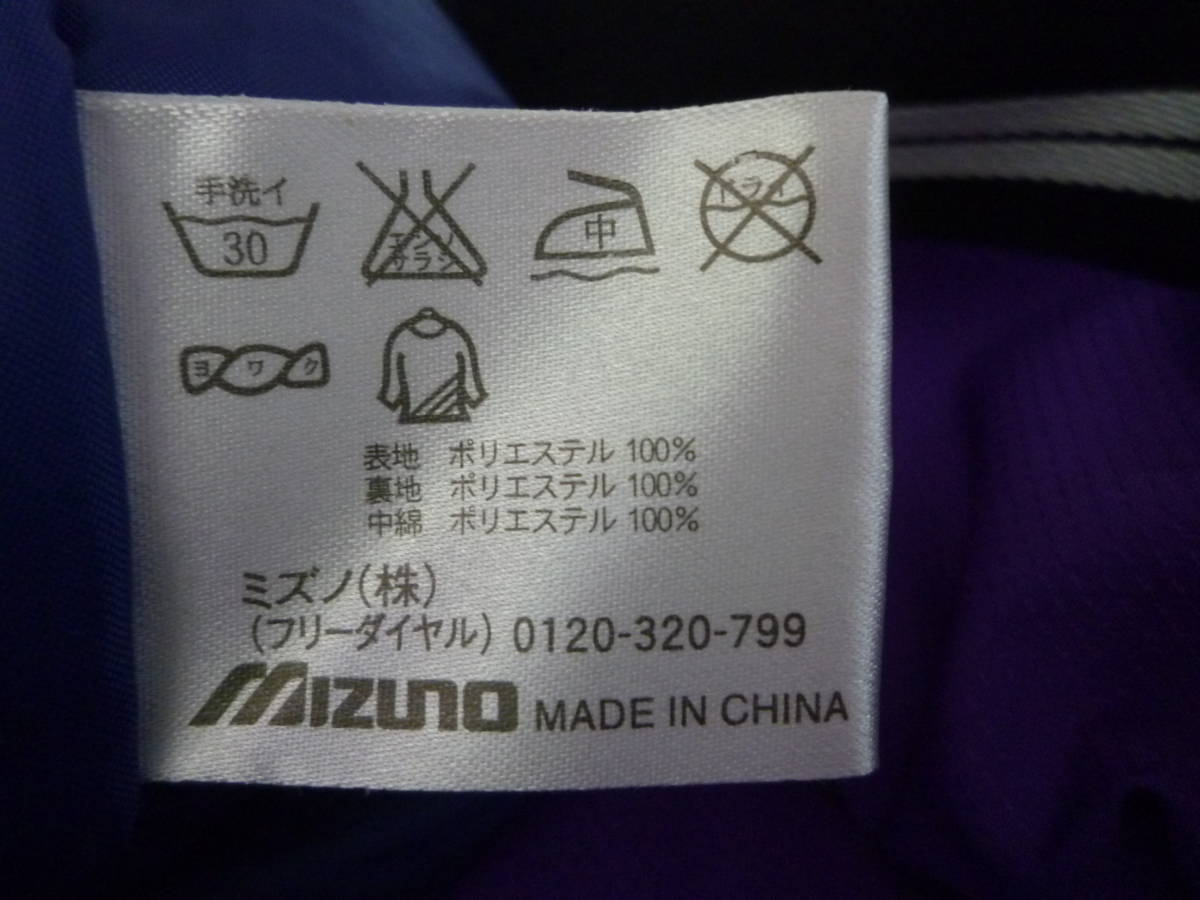 手洗イ
30
エンソ
サラシ
中
ドライ
ヨ ワ ク
表地 ポリエステル 100%
裏地 ポリエステル 100%
中綿 ポリエステル 100%
ミズノ(株)
(フリーダイヤル) 0120-320-799
MIZUNO MADE IN CHINA